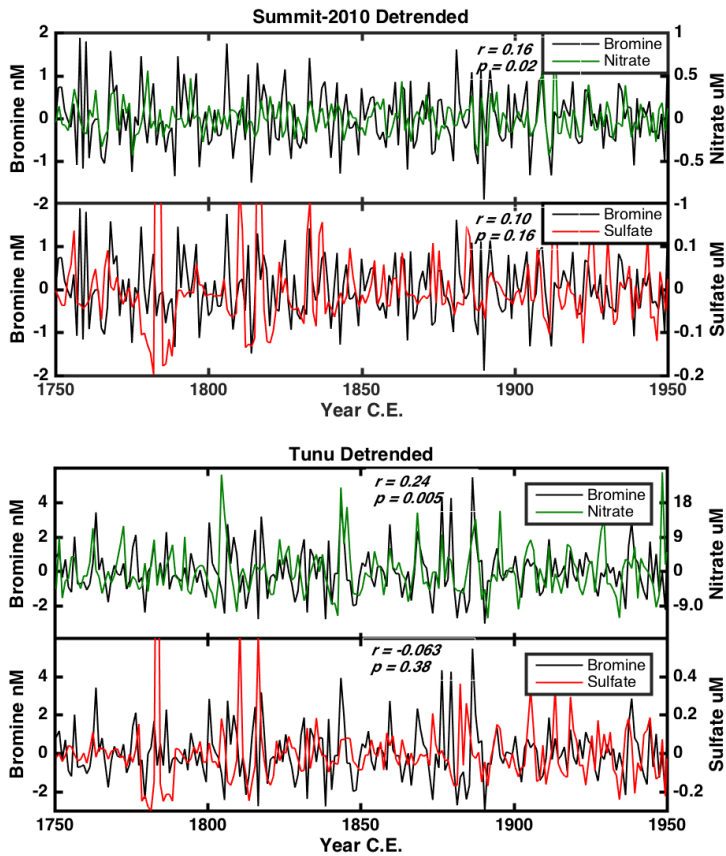 Summit-2010 Detrended
2 1
r = 0.16 Bromine
p = 0.02 Nitrate
1 0.5
0 0
-1 -0.5
Bromine nM Nitrate uM
-2 -1
r = 0.10 Bromine
p = 0.16 Sulfate
1 0.1
0 0
-1 -0.1
Bromine nM Sulfate uM
-2 -0.2
1750 1800 1850 1900 1950
Year C.E.
Tunu Detrended
r = 0.24 Bromine
p = 0.005 Nitrate
4 18
2 9
0 0
-2 -9.0
Bromine nM Nitrate uM
r = -0.063 Bromine
p = 0.38 Sulfate
4 0.4
2 0.2
0 0
-2 -0.2
Bromine nM Sulfate uM
1750 1800 1850 1900 1950
Year C.E.